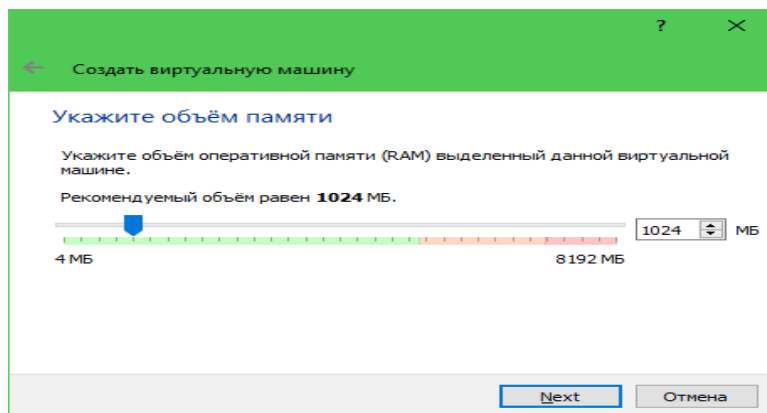 ?
Создать виртуальную машину
Укажите объём памяти
Укажите объём оперативной памяти (RAM) выделенный данной виртуальной
машине.
Рекомендуемый объём равен 1024 МБ.
1024 МБ
4 МБ 8192 МБ
Next Отмена